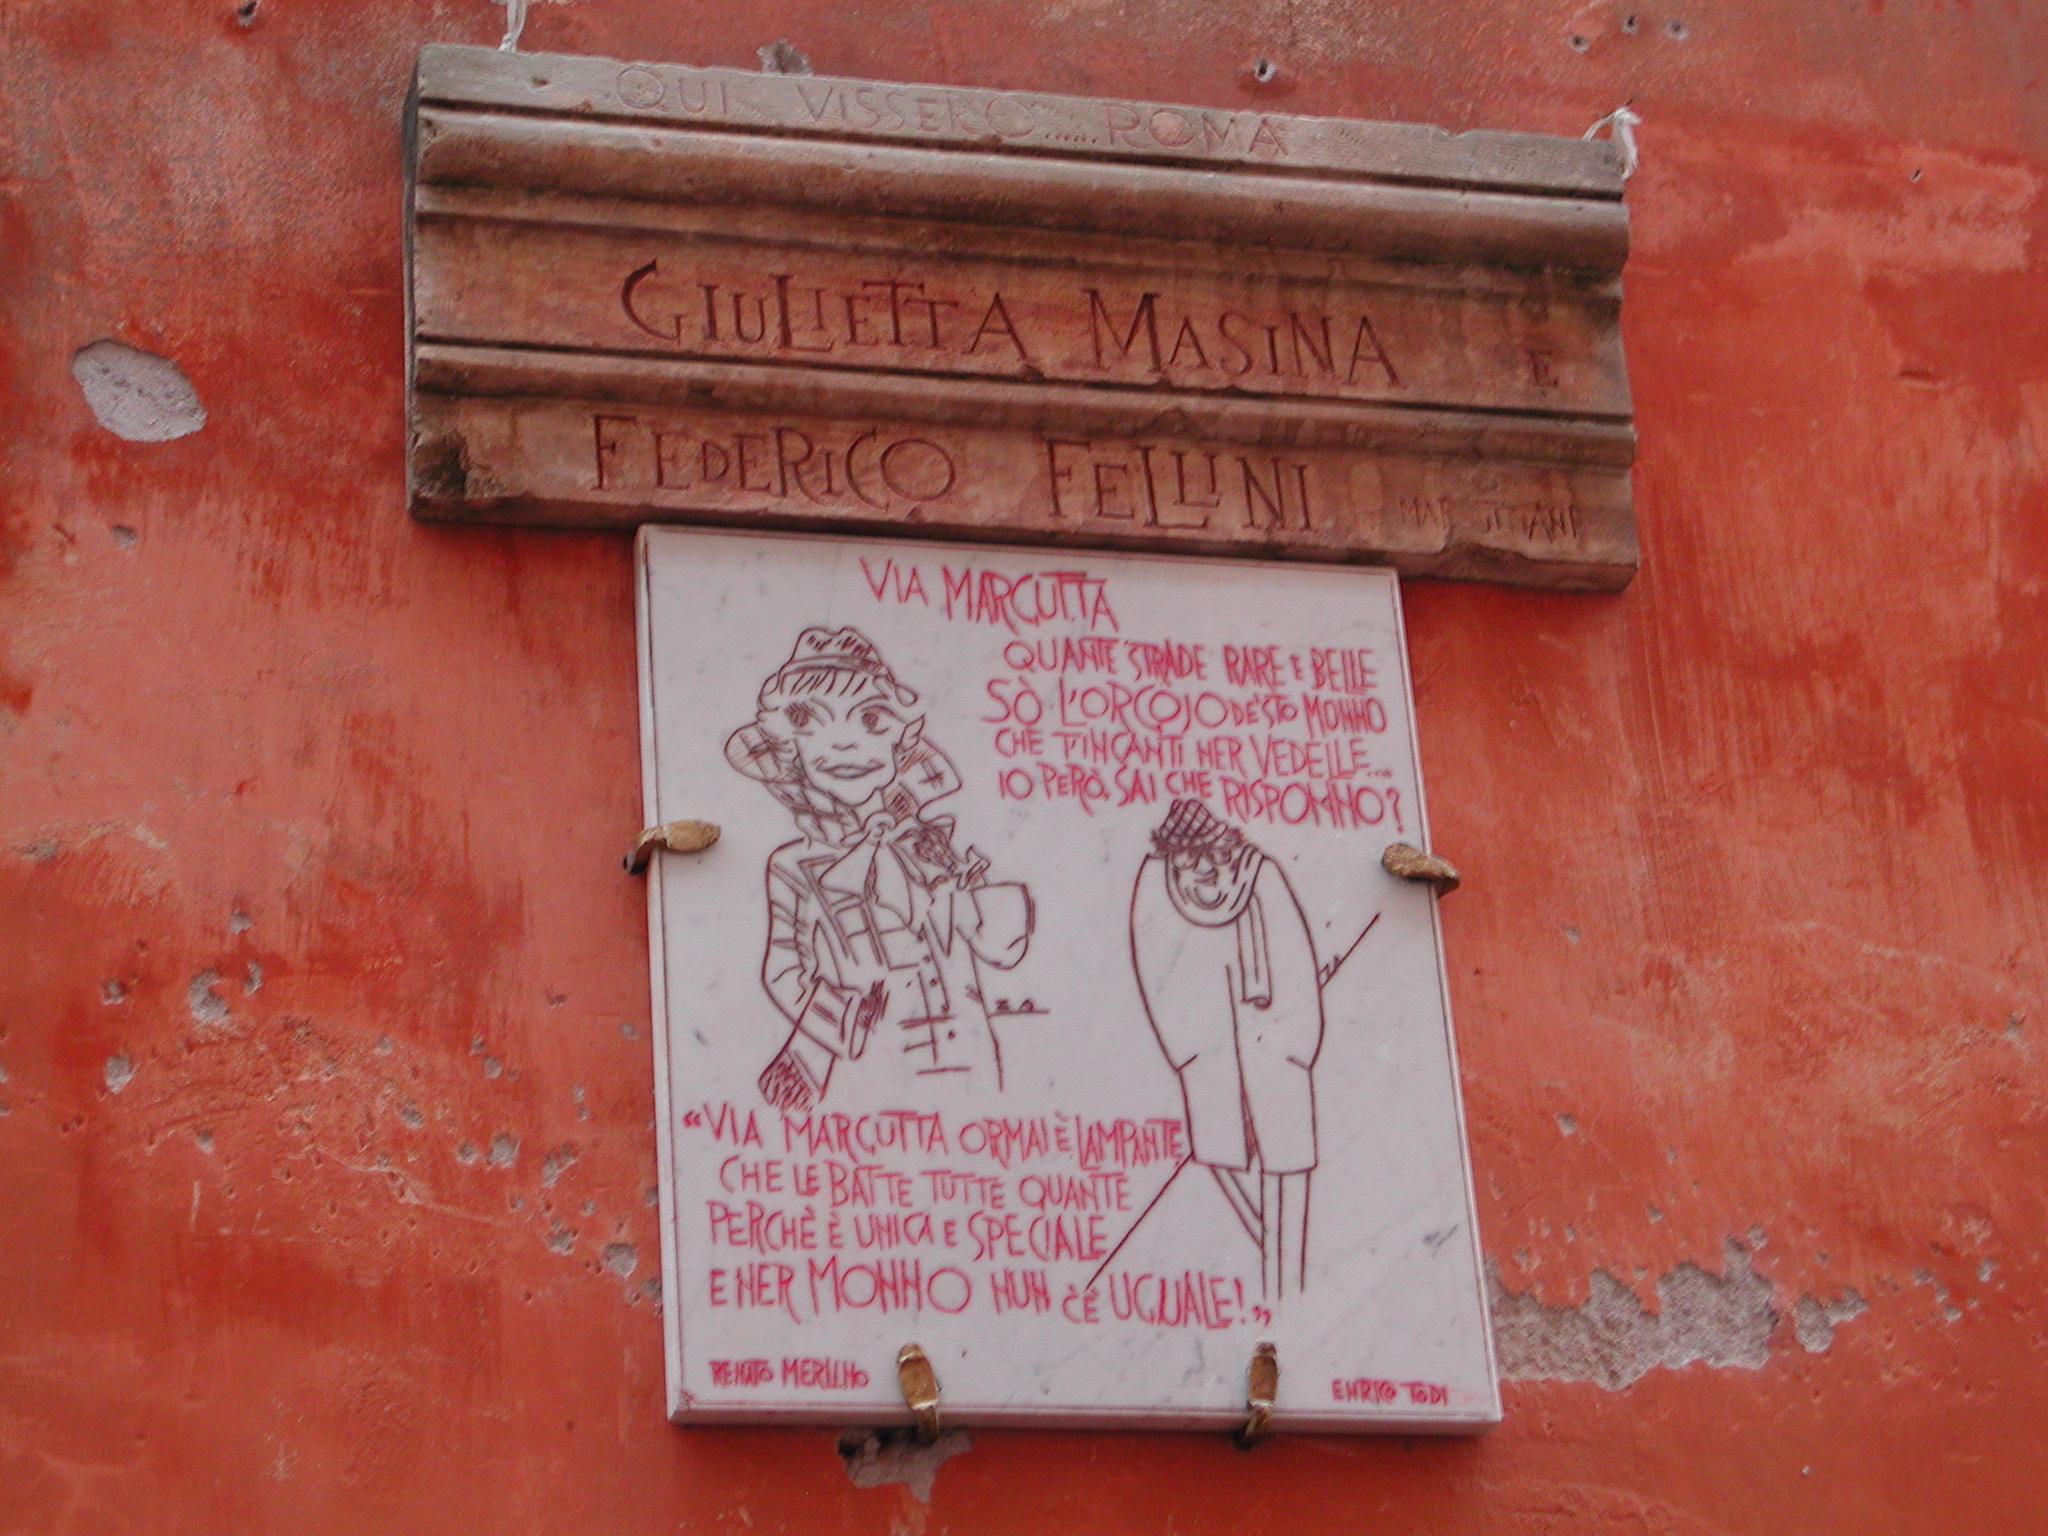 QUI VISSERO..... ROMA
GIULIETTA MASINA E
FEDERICO FELLINI
VIA MARGUTTA
QUANTE STRADE RARE E BELLE
SÒ L'ORGOJO DE'STO MONNO
CHE T'INCANTI NER VEDELLE...
IO PERÒ, SAI CHE RISPONNO?
“VIA MARGUTTA ORMAI È LAMPANTE
CHE LE BATTE TUTTE QUANTE
PERCHÈ È UNICA E SPECIALE
E NER MONNO NUN C'È UGUALE!„
RENATO MERLINO
ENRICO TODI